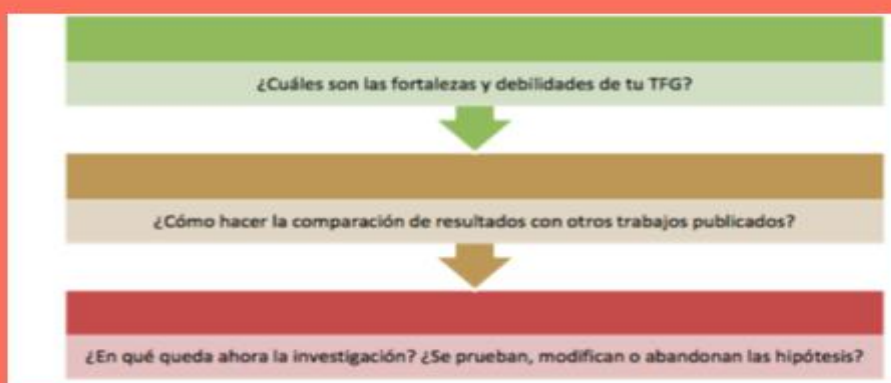 ¿Cuáles son las fortalezas y debilidades de tu TFG?
¿Cómo hacer la comparación de resultados con otros trabajos publicados?
¿En qué queda ahora la investigación? ¿Se prueban, modifican o abandonan las hipótesis?